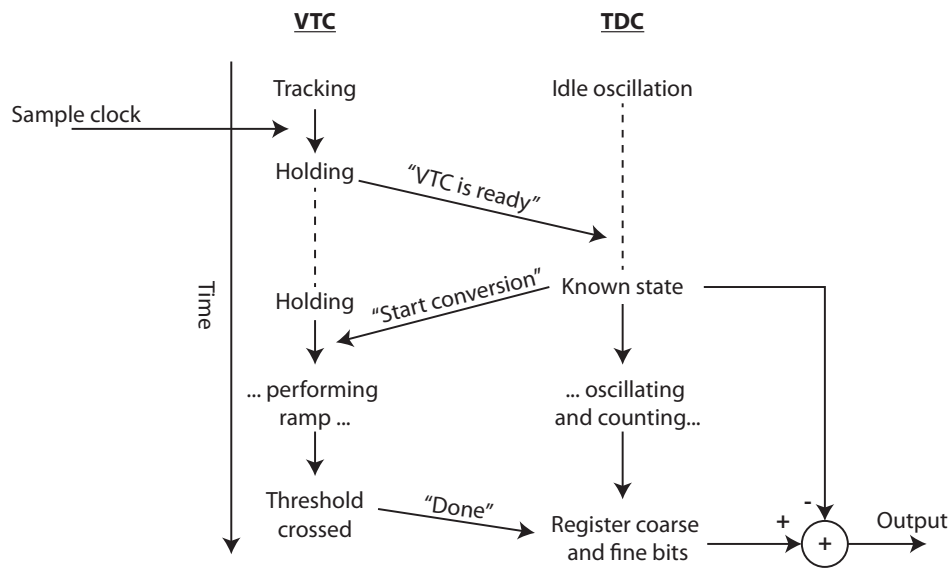 VTC
TDC
Tracking
Idle oscillation
Sample clock
Holding
“VTC is ready”
Time
Holding
“Start conversion”
Known state
... performing
ramp ...
... oscillating
and counting...
Threshold
crossed
“Done”
Register coarse
and fine bits
-
+
+
Output